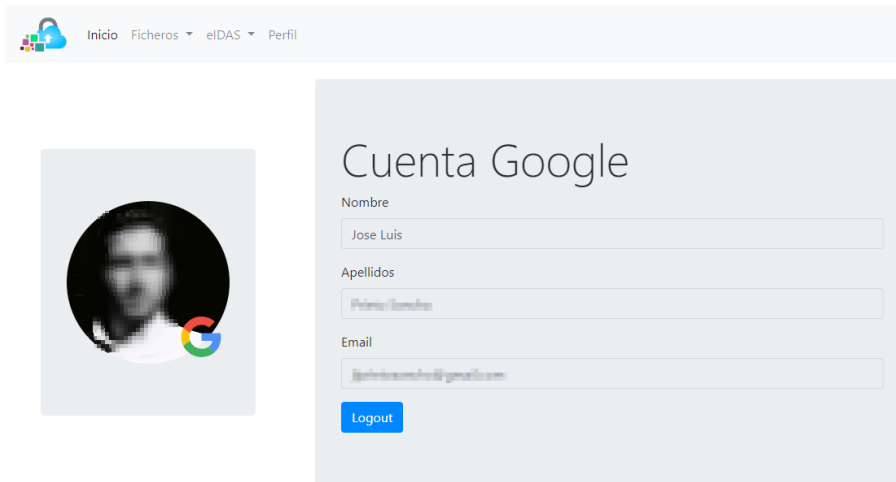 Inicio Ficheros eIDAS Perfil
Cuenta Google
Nombre
Jose Luis
Apellidos
Email
Logout